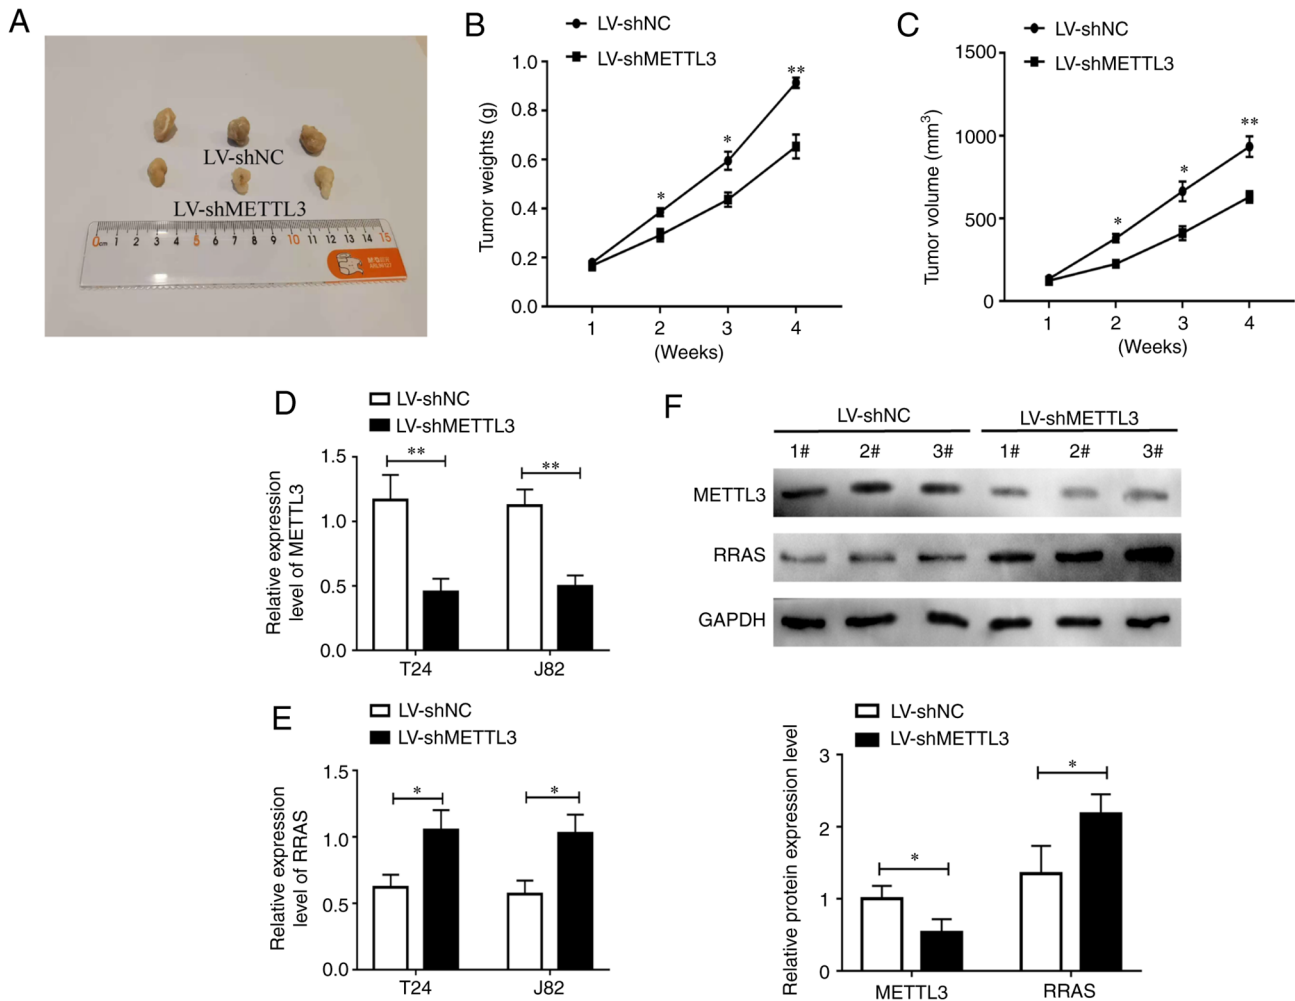 A
LV-shNC
LV-shMETTL3
0cm 1 2 3 4 5 6 7 8 9 10 11 12 13 14 15
B
LV-shNC
LV-shMETTL3
Tumor weights (g)
1.0
0.8
0.6
0.4
0.2
0.0
*
*
**
1 2 3 4
(Weeks)
C
LV-shNC
LV-shMETTL3
Tumor volume (mm³)
1500
1000
500
0
*
*
**
1 2 3 4
(Weeks)
D
LV-shNC
LV-shMETTL3
Relative expression
level of METTL3
1.5
1.0
0.5
0.0
**
**
T24 J82
E
LV-shNC
LV-shMETTL3
Relative expression
level of RRAS
1.5
1.0
0.5
0.0
*
*
T24 J82
F
LV-shNC LV-shMETTL3
1# 2# 3# 1# 2# 3#
METTL3
RRAS
GAPDH
LV-shNC
LV-shMETTL3
Relative protein expression level
3
2
1
0
*
*
METTL3 RRAS